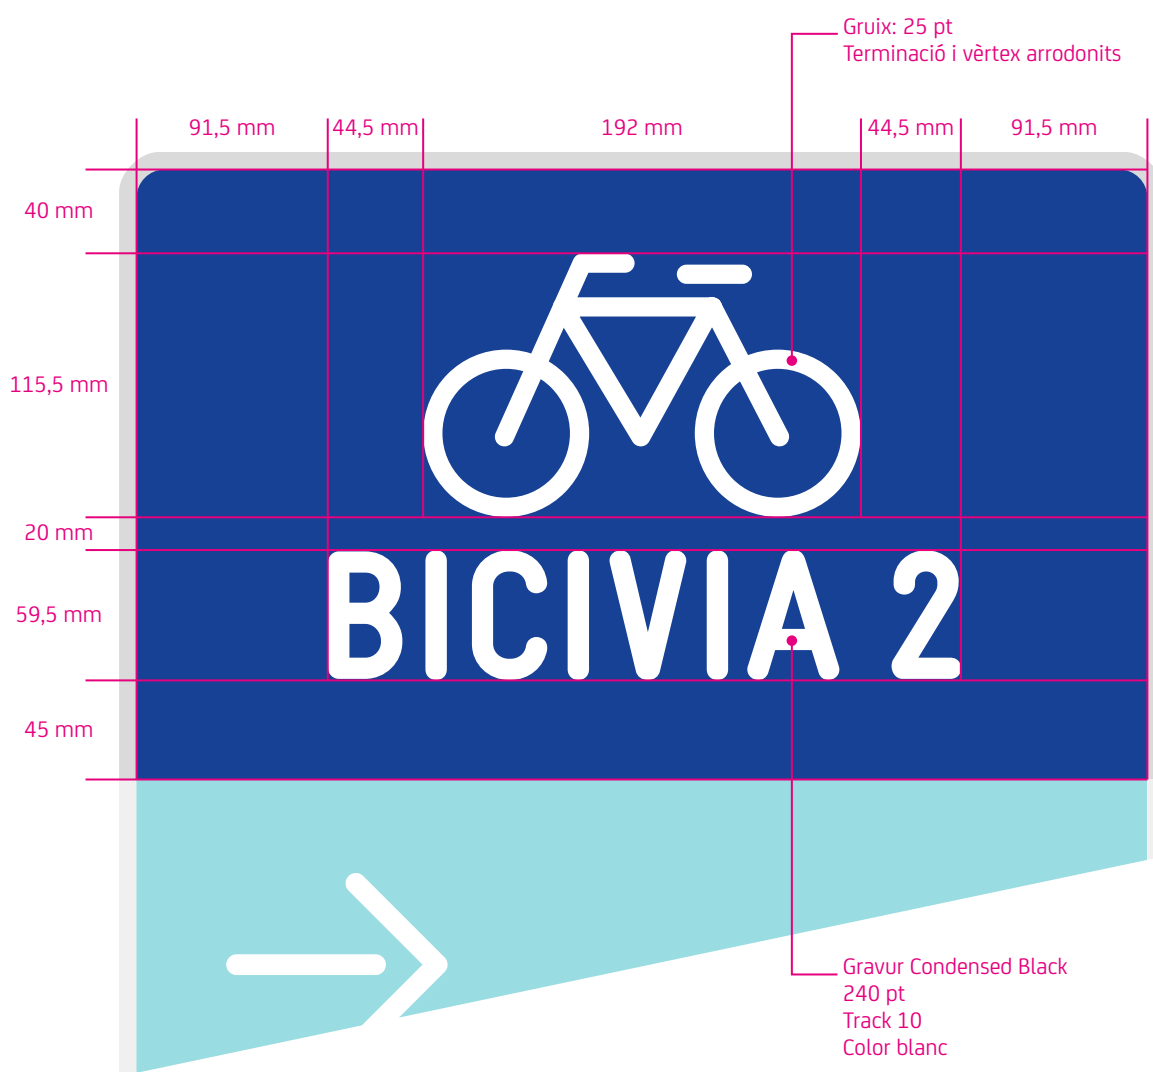 Gruix: 25 pt
Terminació i vèrtex arrodonits
91,5 mm
44,5 mm
192 mm
44,5 mm
91,5 mm
40 mm
115,5 mm
20 mm
BICIVIA 2
59,5 mm
45 mm
Gravur Condensed Black
240 pt
Track 10
Color blanc